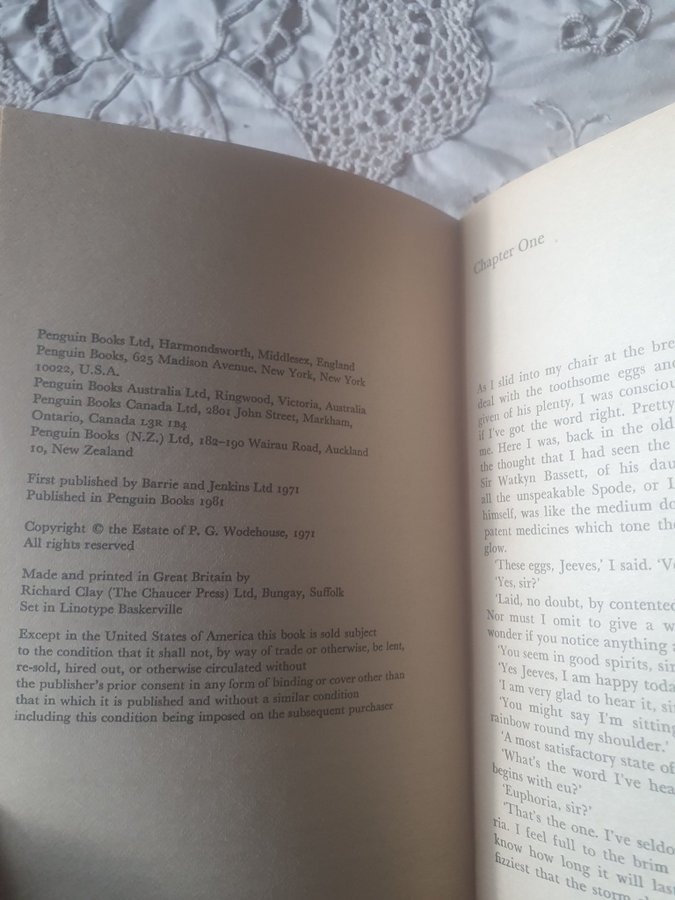 Penguin Books Ltd, Harmondsworth, Middlesex, England
Penguin Books, 625 Madison Avenue, New York, New York
10022, U.S.A.
Penguin Books Australia Ltd, Ringwood, Victoria, Australia
Penguin Books Canada Ltd, 2801 John Street, Markham,
Ontario, Canada L3R 1B4
Penguin Books (N.Z.) Ltd, 182–190 Wairau Road, Auckland
10, New Zealand
First published by Barrie and Jenkins Ltd 1971
Published in Penguin Books 1981
Copyright © the Estate of P. G. Wodehouse, 1971
All rights reserved
Made and printed in Great Britain by
Richard Clay (The Chaucer Press) Ltd, Bungay, Suffolk
Set in Linotype Baskerville
Except in the United States of America this book is sold subject
to the condition that it shall not, by way of trade or otherwise, be lent,
re-sold, hired out, or otherwise circulated without
the publisher's prior consent in any form of binding or cover other than
that in which it is published and without a similar condition
including this condition being imposed on the subsequent purchaser
Chapter One
As I slid into my chair at the bre
deal with the toothsome eggs and
given of his plenty, I was consciou
if I've got the word right. Pretty
me. Here I was, back in the old
the thought that I had seen the
Sir Watkyn Bassett, of his dau
all the unspeakable Spode, or L
himself, was like the medium do
patent medicines which tone the
glow.
'These eggs, Jeeves,' I said. 'V
'Yes, sir?'
'Laid, no doubt, by contented
Nor must I omit to give a w
wonder if you notice anything a
'You seem in good spirits, sir
'Yes Jeeves, I am happy toda
'I am very glad to hear it, si
'You might say I'm sitting
rainbow round my shoulder.'
'A most satisfactory state of
'What's the word I've hea
begins with eu?'
'Euphoria, sir?'
'That's the one. I've seldo
ria. I feel full to the brim
know how long it will las
fizziest that the storm